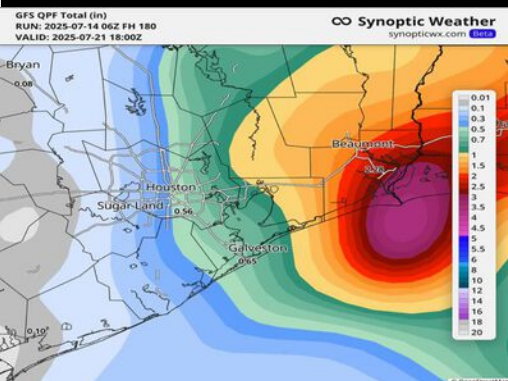 GFS QPF Total (in)
RUN: 2025-07-14 06Z FH 180
VALID: 2025-07-21 18:00Z
Synoptic Weather
synopticwx.com Beta
Bryan
0.08
Beaumont
Houston
Sugar Land
0.56
Galveston
0.65
0.10
0.01
0.1
0.3
0.5
0.7
1
1.5
2
2.5
3
3.5
4
4.5
5
5.5
6
8
10
12
14
16
18
20